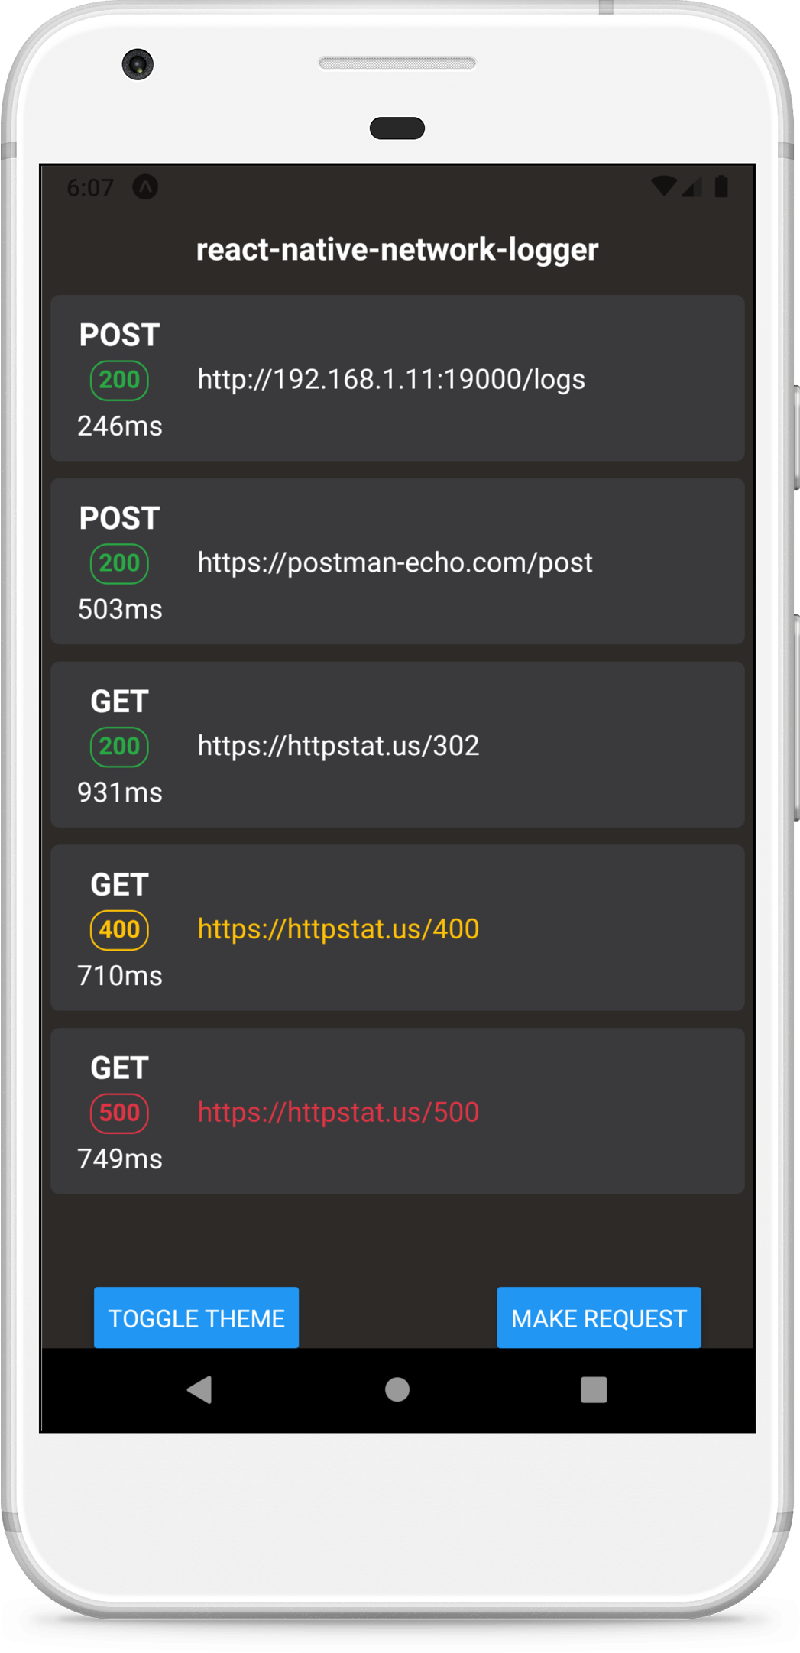 6:07
react-native-network-logger
POST
200
http://192.168.1.11:19000/logs
246ms
POST
200
https://postman-echo.com/post
503ms
GET
200
https://httpstat.us/302
931ms
GET
400
https://httpstat.us/400
710ms
GET
500
https://httpstat.us/500
749ms
TOGGLE THEME
MAKE REQUEST